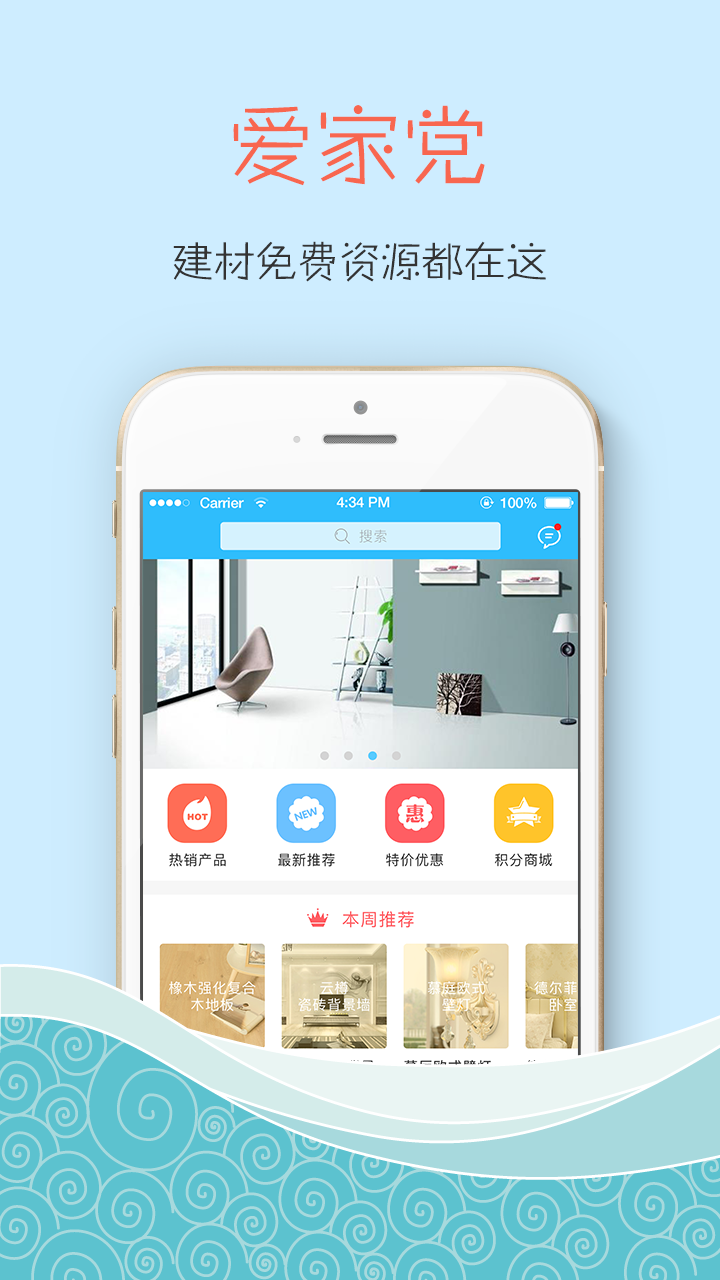 爱家党
建材免费资源都在这
Carrier 4:34 PM 100%
搜索
HOT NEW 惠
热销产品 最新推荐 特价优惠 积分商城
本周推荐
橡木强化复合 云樽 慕庭欧式 德尔菲
木地板 瓷砖背景墙 壁灯 卧室